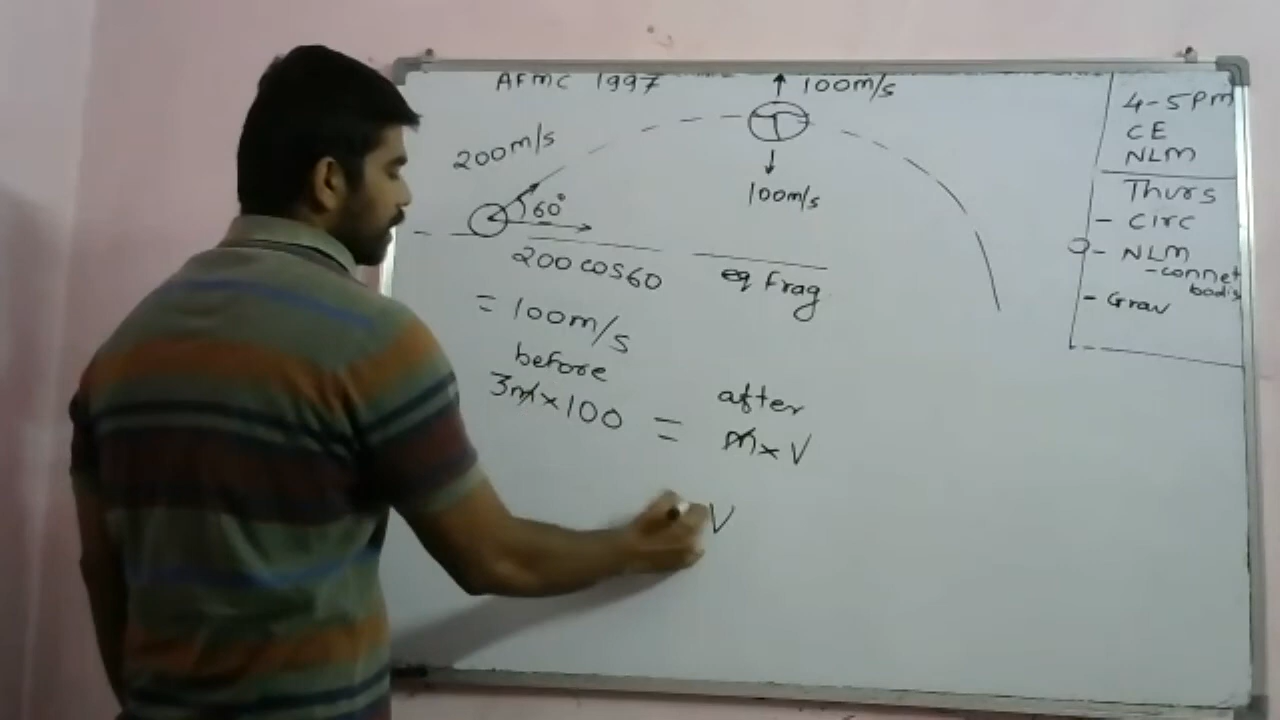 AFMC 1997
100m/s
200m/s
100m/s
60°
200 cos60
eq frag
= 100m/s
before
after
3m×100 = m×V
V
4-5pm
CE
NLM
Thurs
- Circ
- NLM
-connet
bodis
- Grav